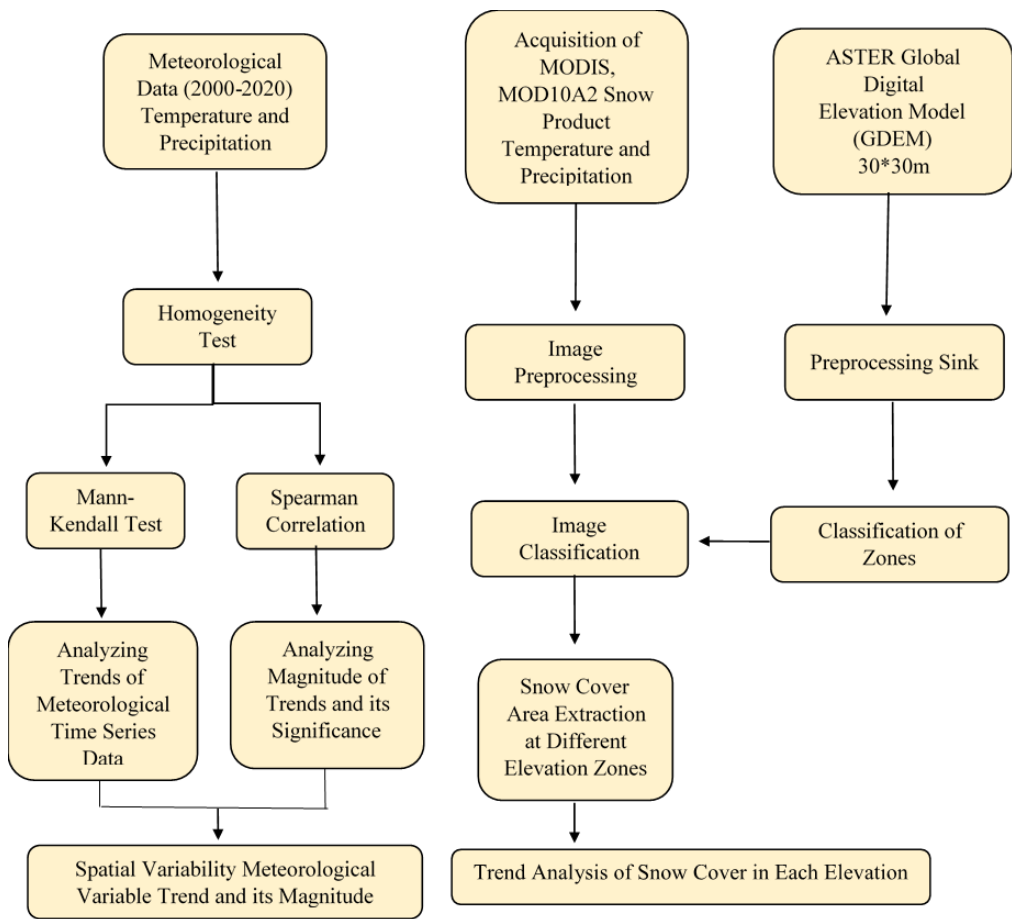 Meteorological
Data (2000-2020)
Temperature and
Precipitation
Acquisition of
MODIS,
MOD10A2 Snow
Product
Temperature and
Precipitation
ASTER Global
Digital
Elevation Model
(GDEM)
30*30m
Homogeneity
Test
Image
Preprocessing
Preprocessing Sink
Mann-
Kendall Test
Spearman
Correlation
Image
Classification
Classification of
Zones
Analyzing
Trends of
Meteorological
Time Series
Data
Analyzing
Magnitude of
Trends and its
Significance
Snow Cover
Area Extraction
at Different
Elevation Zones
Spatial Variability Meteorological
Variable Trend and its Magnitude
Trend Analysis of Snow Cover in Each Elevation